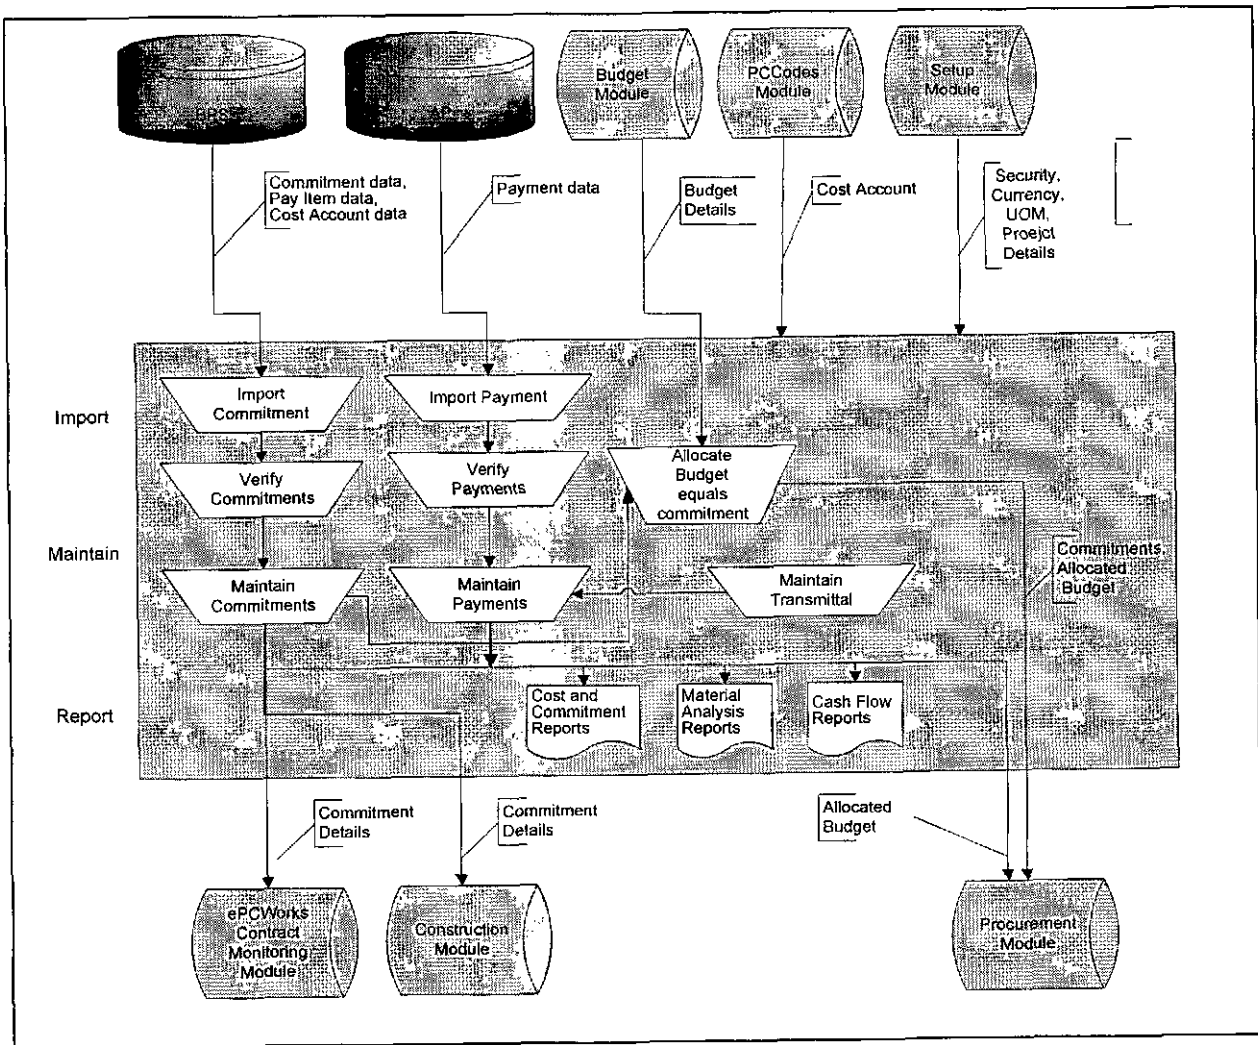 Budget
Module
PCCodes
Module
Setup
Module
Commitment data,
Pay Item data,
Cost Account data
Payment data
Budget
Details
Cost Account
Security,
Currency,
UOM,
Proejct
Details
Import
Import
Commitment
Import Payment
Verify
Commitments
Verify
Payments
Allocate
Budget
equals
commitment
Maintain
Maintain
Commitments
Maintain
Payments
Maintain
Transmittal
Commitments,
Allocated
Budget
Report
Cost and
Commitment
Reports
Material
Analysis
Reports
Cash Flow
Reports
Commitment
Details
Commitment
Details
Allocated
Budget
ePCWorks
Contract
Monitoring
Module
Construction
Module
Procurement
Module